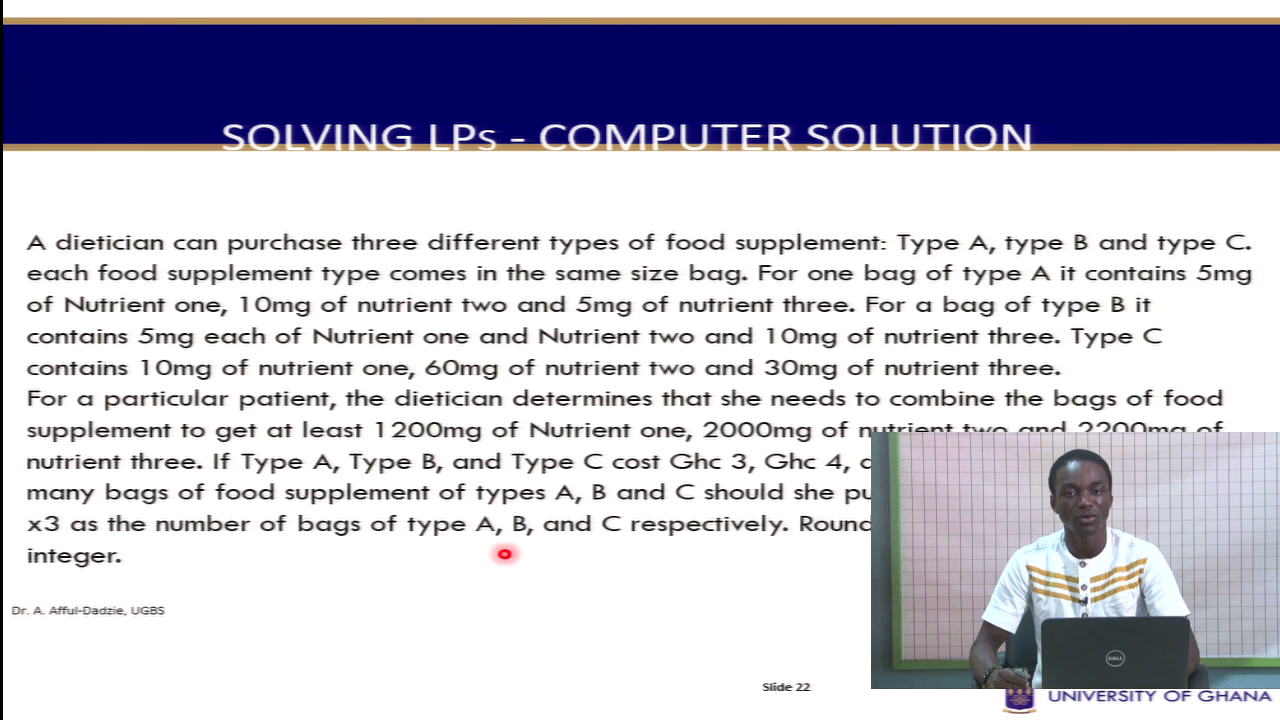 SOLVING LPs - COMPUTER SOLUTION
A dietician can purchase three different types of food supplement: Type A, type B and type C.
each food supplement type comes in the same size bag. For one bag of type A it contains 5mg
of Nutrient one, 10mg of nutrient two and 5mg of nutrient three. For a bag of type B it
contains 5mg each of Nutrient one and Nutrient two and 10mg of nutrient three. Type C
contains 10mg of nutrient one, 60mg of nutrient two and 30mg of nutrient three.
For a particular patient, the dietician determines that she needs to combine the bags of food
supplement to get at least 1200mg of Nutrient one, 2000mg of nutrient two and 2200mg of
nutrient three. If Type A, Type B, and Type C cost Ghc 3, Ghc 4,
many bags of food supplement of types A, B and C should she
x3 as the number of bags of type A, B, and C respectively. Round
integer.
Dr. A. Afful-Dadzie, UGBS
Slide 22
DELL
UNIVERSITY OF GHANA